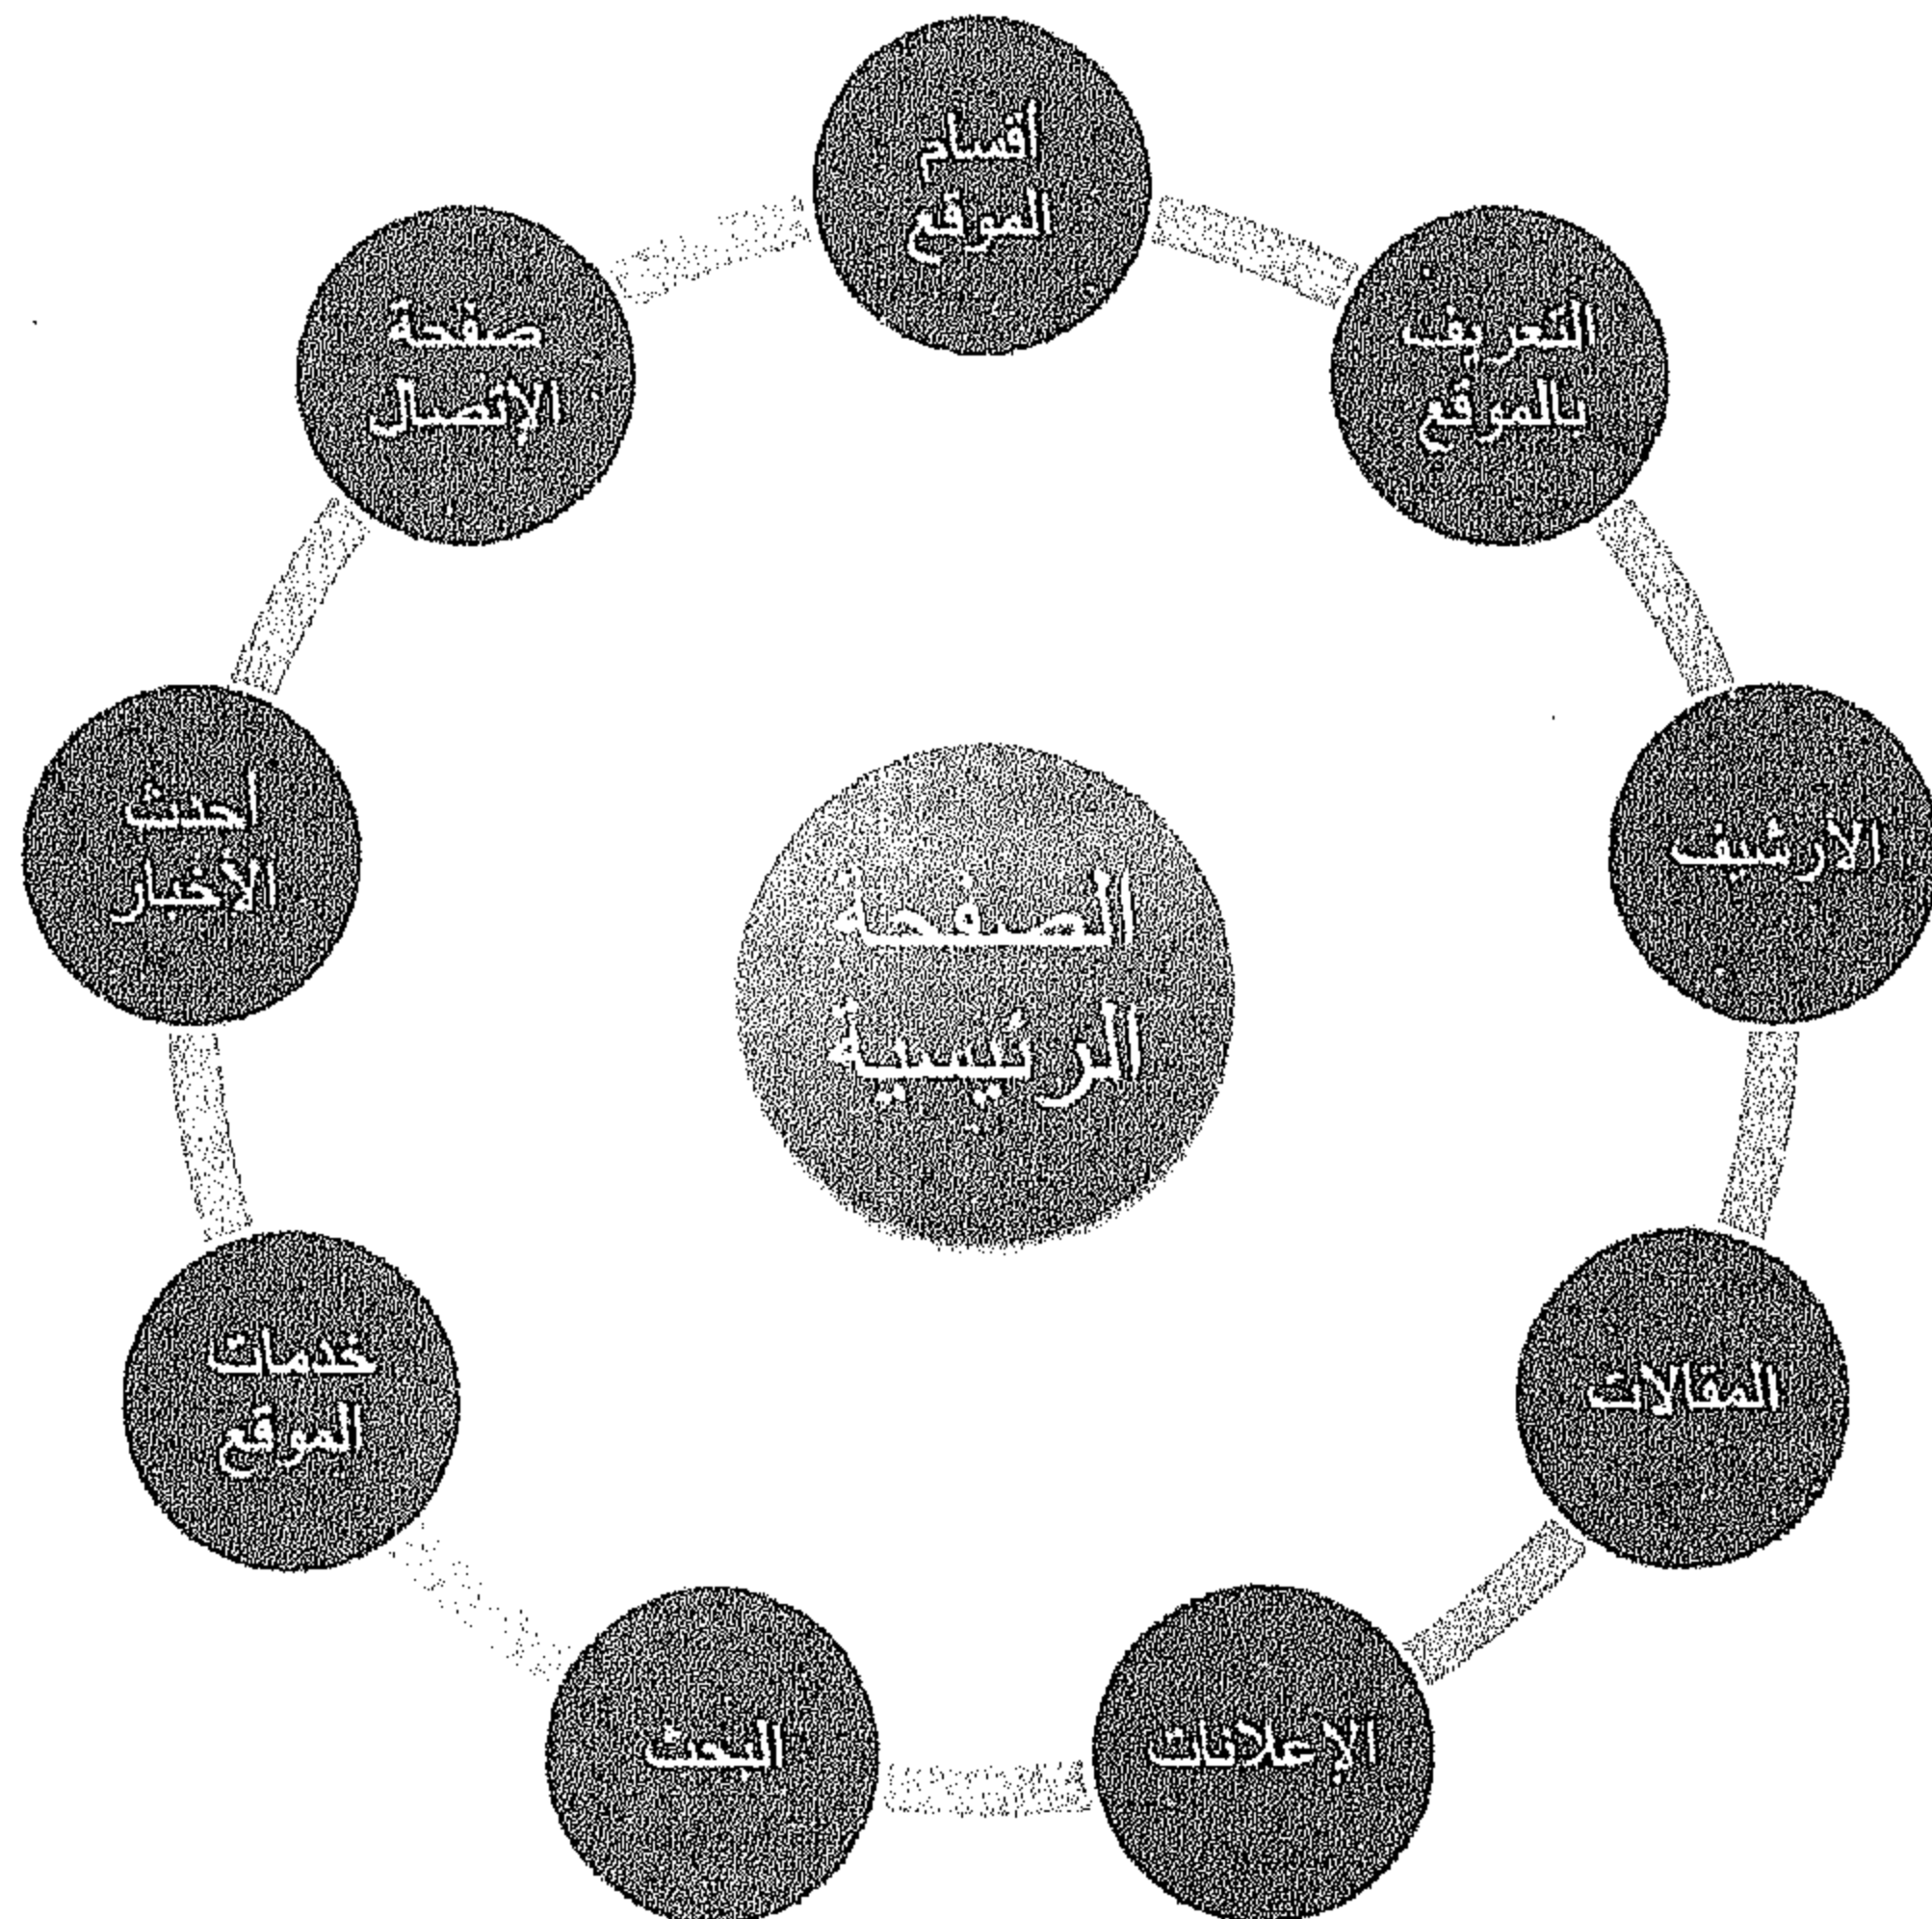 أقسام
الموقع
التعريف
بالموقع
الأرشيف
المقالات
الإعلانات
البحث
خدمات
الموقع
أحدث
الأخبار
صفحة
الإتصال
الصفحة
الرئيسية